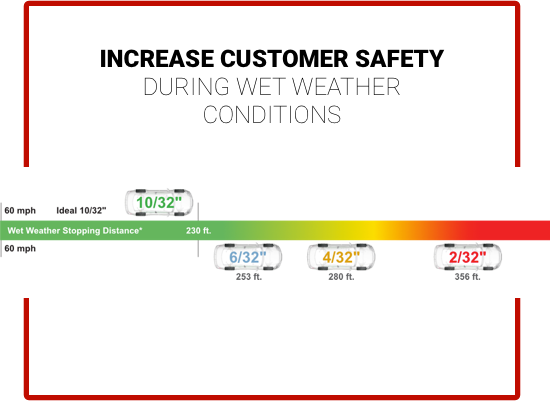 INCREASE CUSTOMER SAFETY
DURING WET WEATHER
CONDITIONS
10/32"
60 mph Ideal 10/32"
Wet Weather Stopping Distance* 230 ft.
60 mph
6/32" 4/32" 2/32"
253 ft. 280 ft. 356 ft.